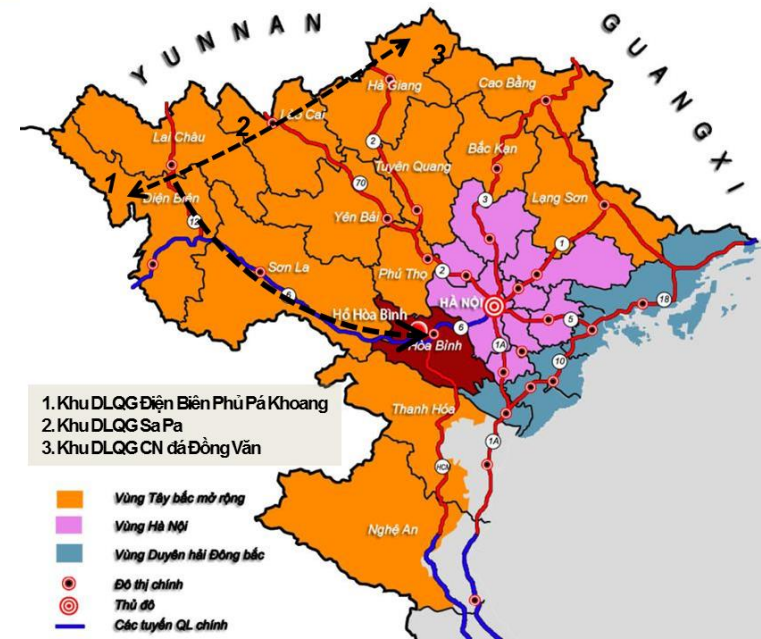 YUNNAN
GUANGXI
3
Hà Giang
Cao Bằng
2
Lào Cai
Lai Châu
2
Bắc Kạn
Tuyên Quang
1
Điện Biên
70
3
Lạng Sơn
12
Yên Bái
1
Sơn La
Phú Thọ
2
6
HÀ NỘI
18
Hồ Hòa Bình
6
5
Hòa Bình
1A
10
Thanh Hóa
1A
HCM
Nghệ An
1. Khu DLQG Điện Biên Phủ Pá Khoang
2. Khu DLQG Sa Pa
3. Khu DLQG CN đá Đồng Văn
Vùng Tây bắc mở rộng
Vùng Hà Nội
Vùng Duyên hải Đông bắc
Đô thị chính
Thủ đô
Các tuyến QL chính